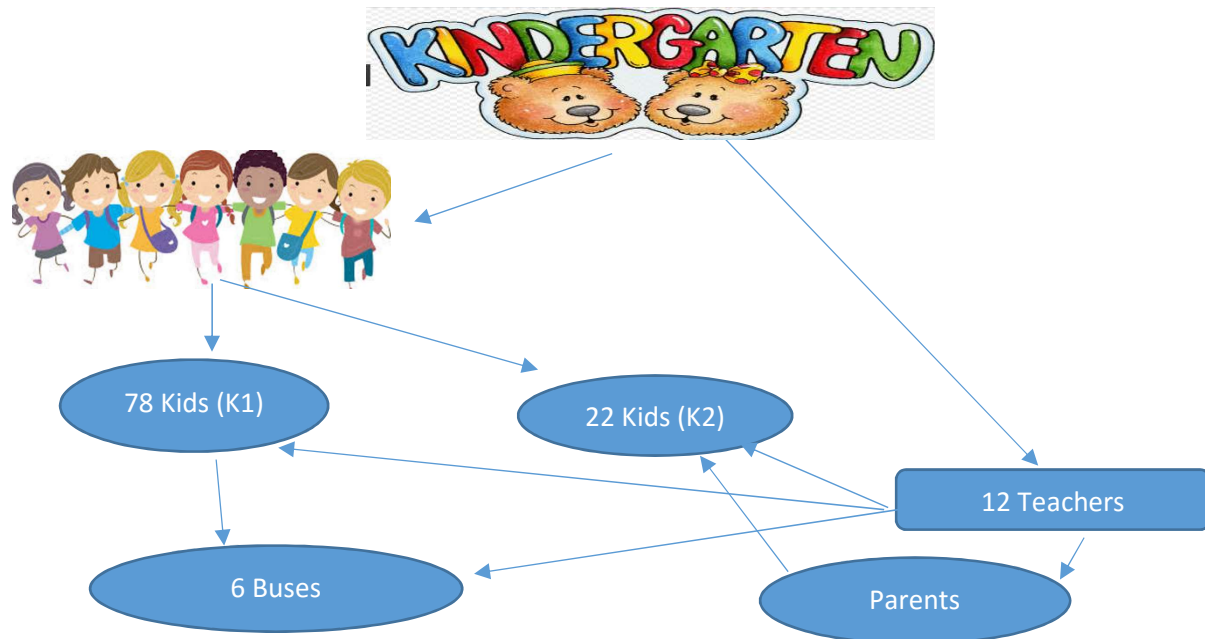 KINDERGARTEN
78 Kids (K1)
22 Kids (K2)
12 Teachers
6 Buses
Parents